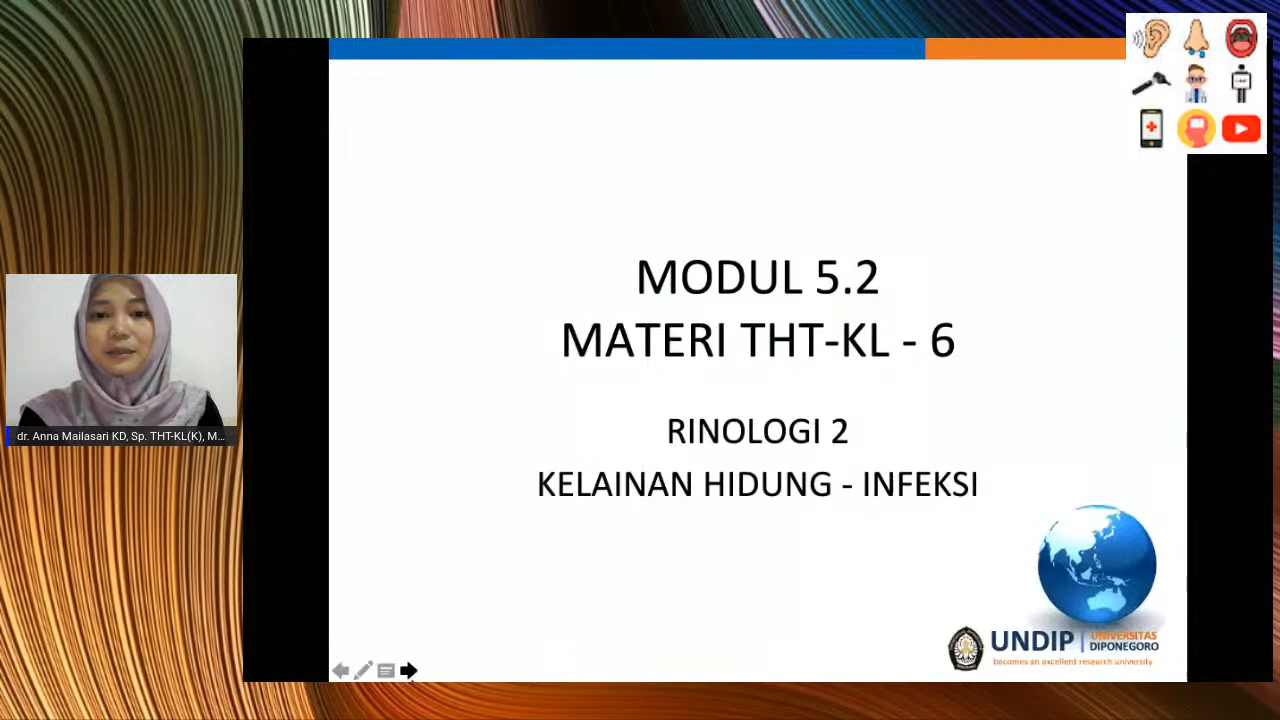 MODUL 5.2
MATERI THT-KL - 6
RINOLOGI 2
KELAINAN HIDUNG - INFEKSI
dr. Anna Mailasari KD, Sp. THT-KL(K), M...
UNDIP
UNIVERSITAS
DIPONEGORO
becomes an excellent research university